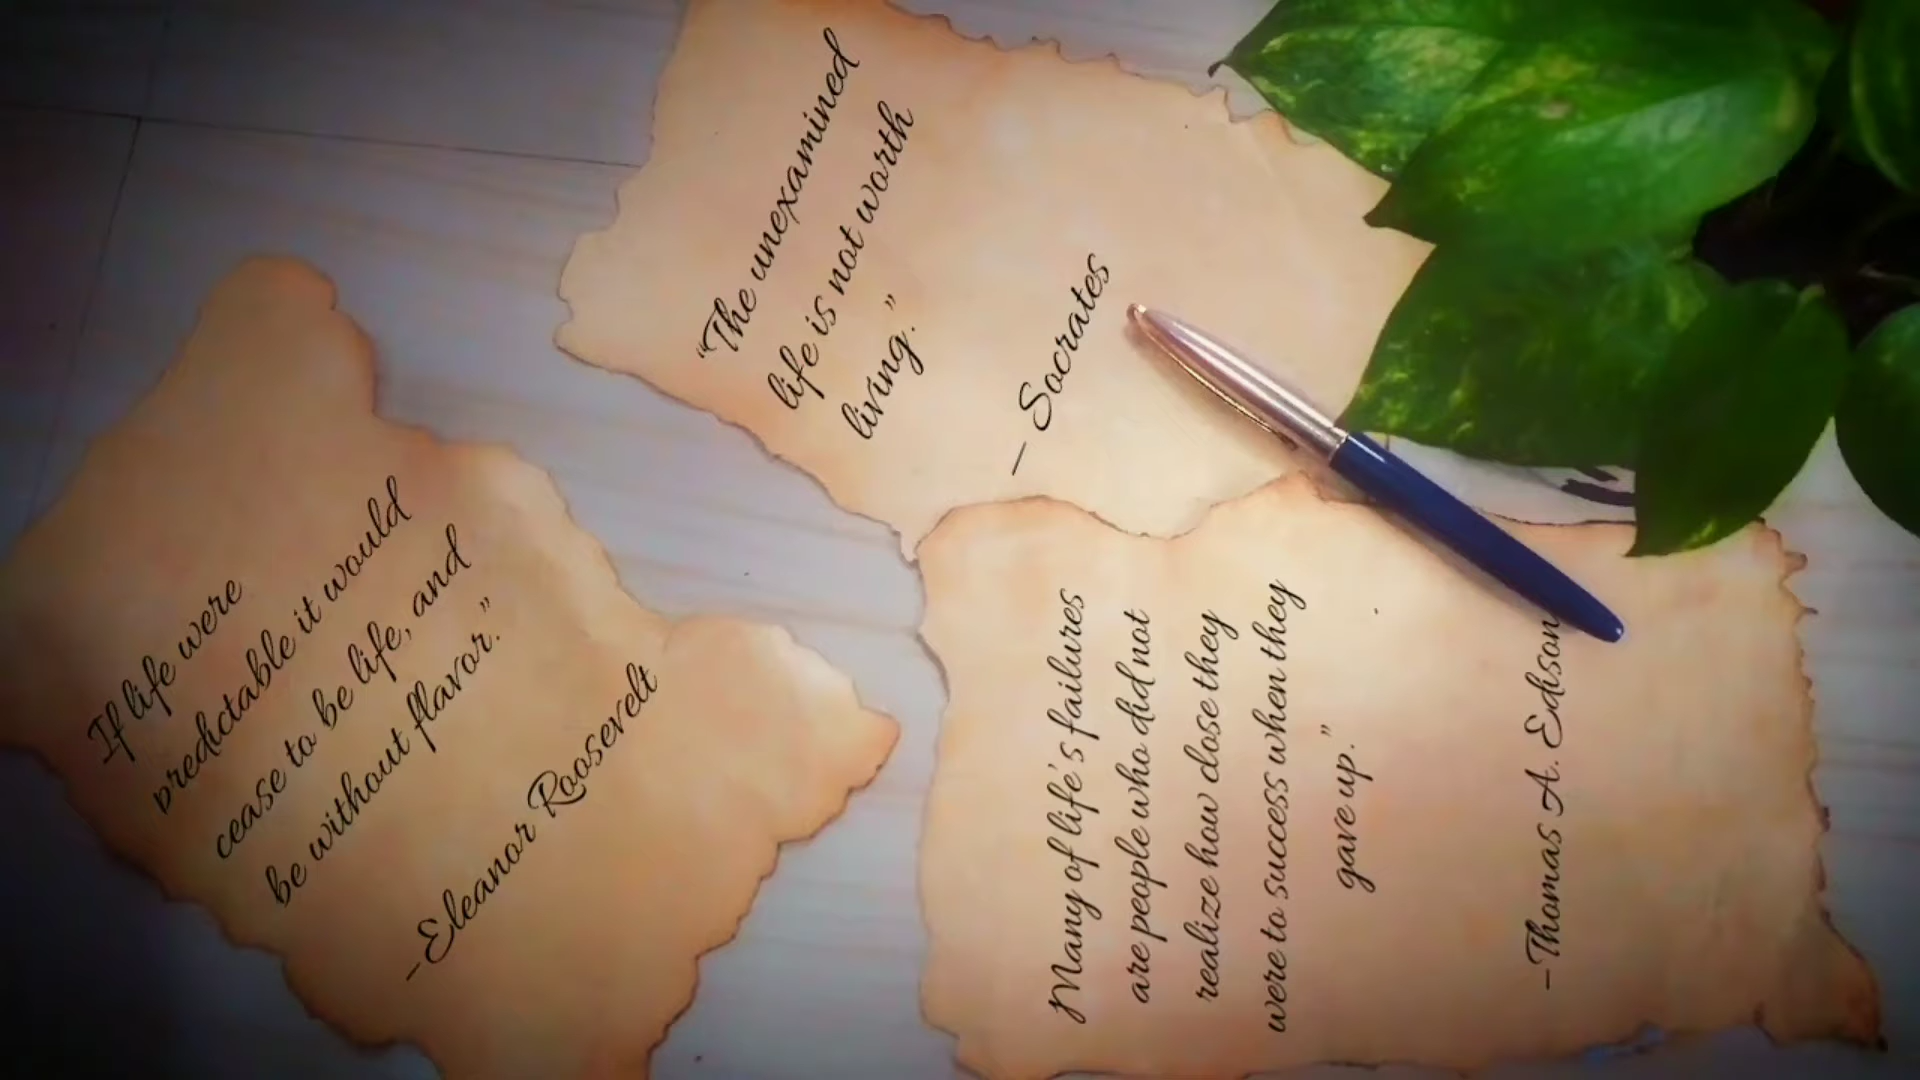 If life were
predictable it would
cease to be life, and
be without flavor.”
-Eleanor Roosevelt
“The unexamined
life is not worth
living.”
— Socrates
Many of life's failures
are people who did not
realize how close they
were to success when they
gave up.”
-Thomas A. Edison